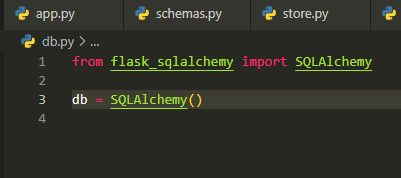 app.py schemas.py store.py
db.py > ...
1 from flask_sqlalchemy import SQLAlchemy
2
3 db = SQLAlchemy()
4